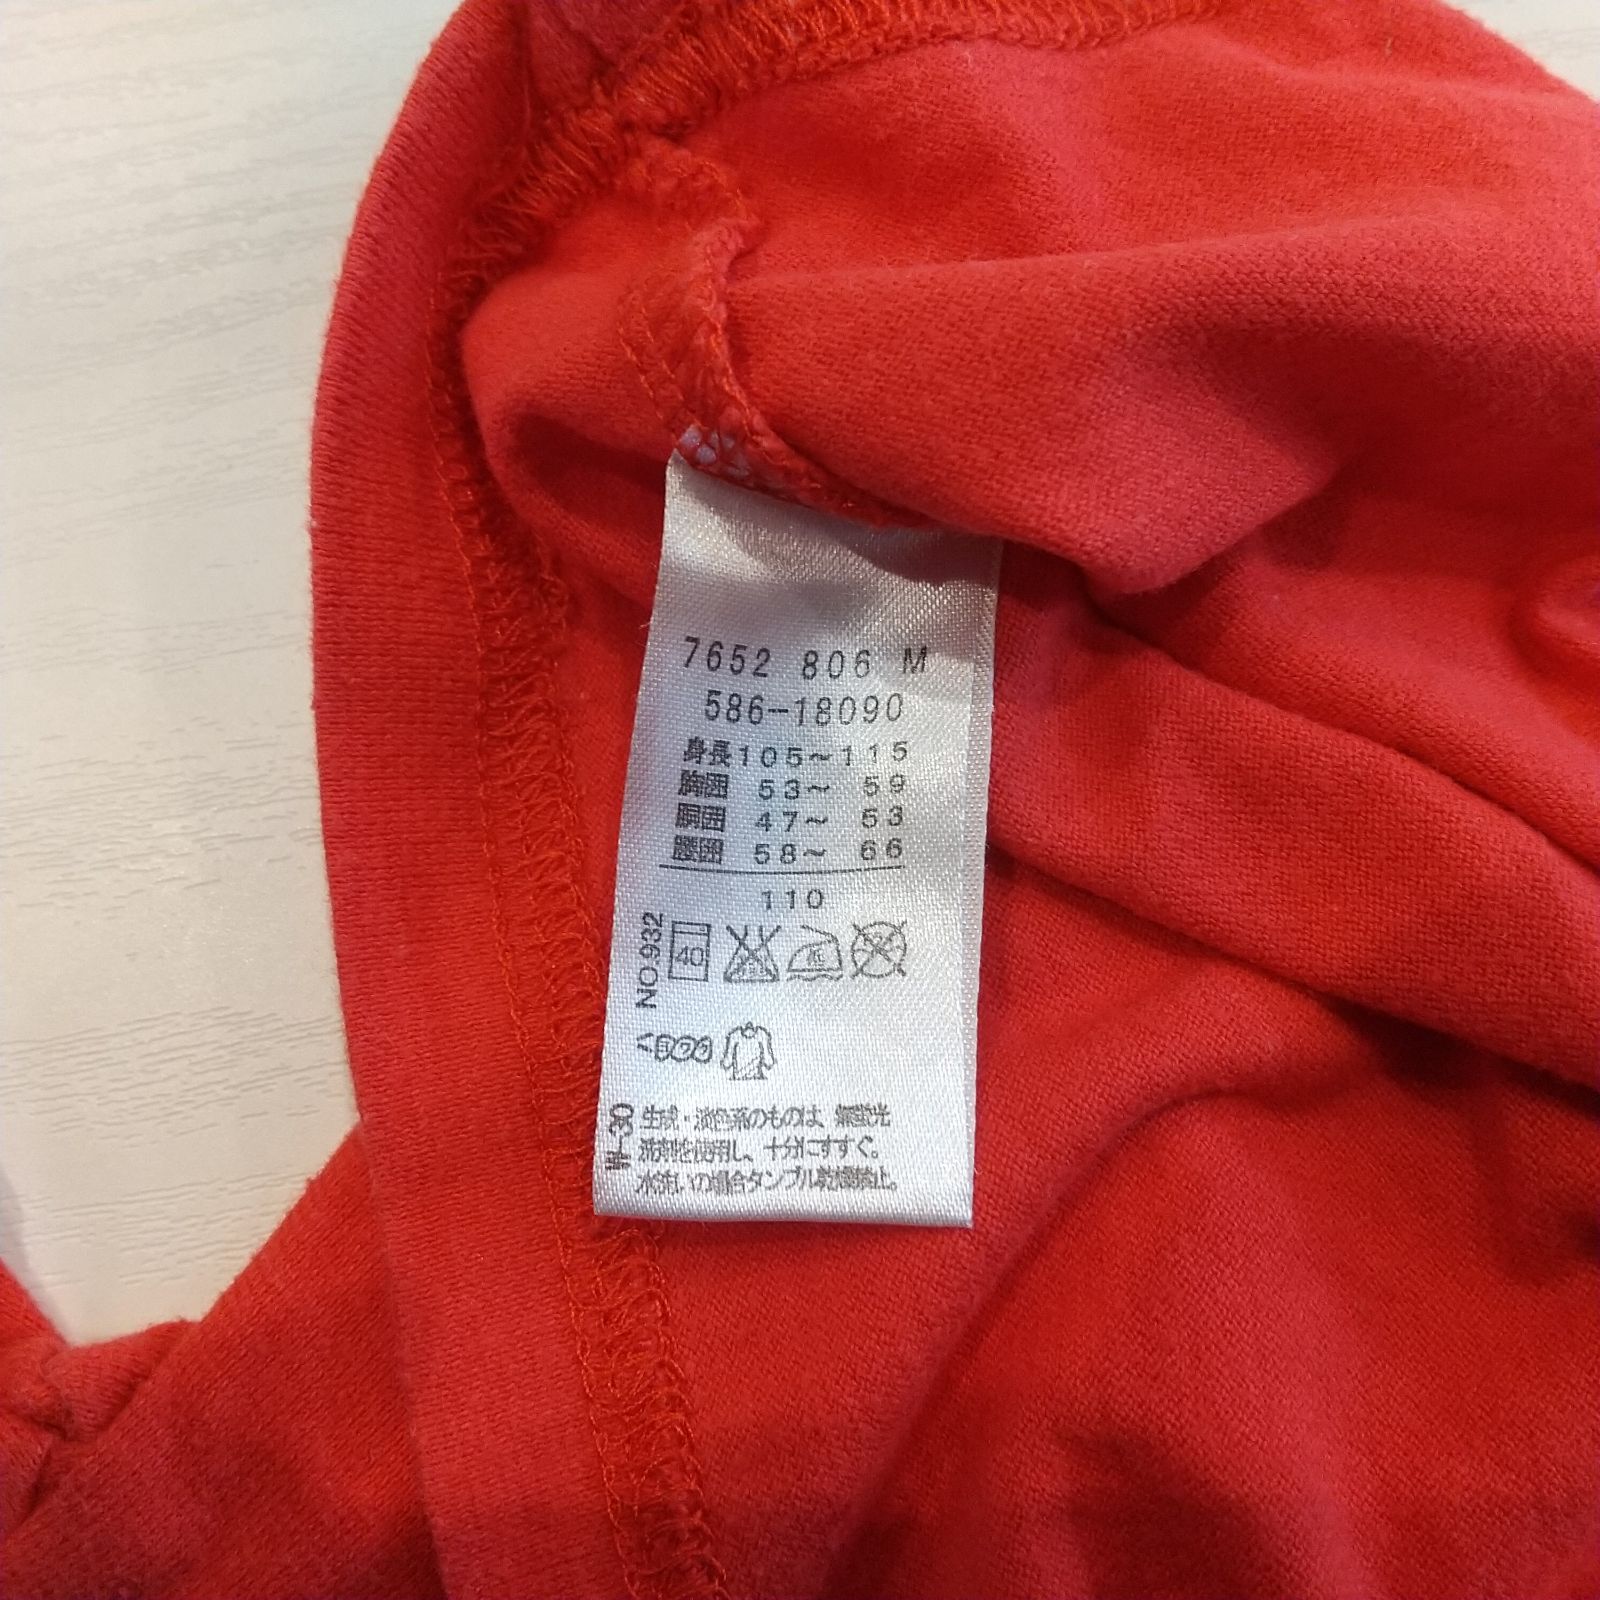 7652 806 M
586-18090
身長105~115
胸囲 53~ 59
胴囲 47~ 53
腰囲 58~ 66
110
NO.932
40
W-30
生成・淡色系のものは、無蛍光
洗剤を使用し、十分にすすぐ。
水洗いの場合タンブル乾燥禁止。